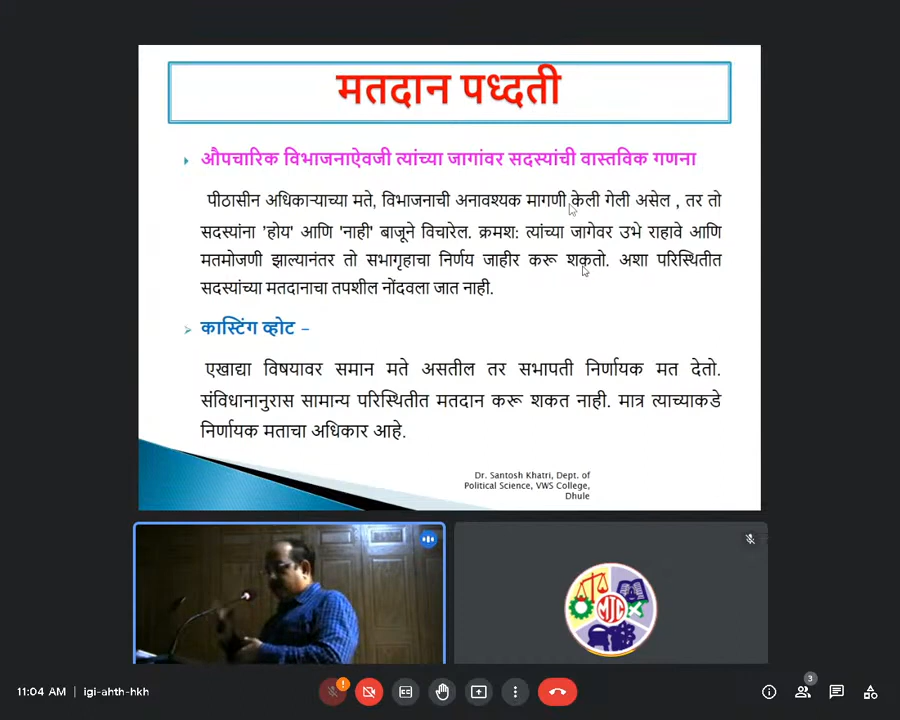 मतदान पध्दती
औपचारिक विभाजनाऐवजी त्यांच्या जागांवर सदस्यांची वास्तविक गणना
पीठासीन अधिकाऱ्याच्या मते, विभाजनाची अनावश्यक मागणी केली गेली असेल , तर तो
सदस्यांना 'होय' आणि 'नाही' बाजूने विचारेल. क्रमश: त्यांच्या जागेवर उभे राहावे आणि
मतमोजणी झाल्यानंतर तो सभागृहाचा निर्णय जाहीर करू शकतो. अशा परिस्थितीत
सदस्यांच्या मतदानाचा तपशील नोंदवला जात नाही.
कास्टिंग व्होट –
एखाद्या विषयावर समान मते असतील तर सभापती निर्णायक मत देतो.
संविधानानुरास सामान्य परिस्थितीत मतदान करू शकत नाही. मात्र त्याच्याकडे
निर्णायक मताचा अधिकार आहे.
Dr. Santosh Khatri, Dept. of
Political Science, VWS College,
Dhule
MJC
3
11:04 AM | igi-ahth-hkh